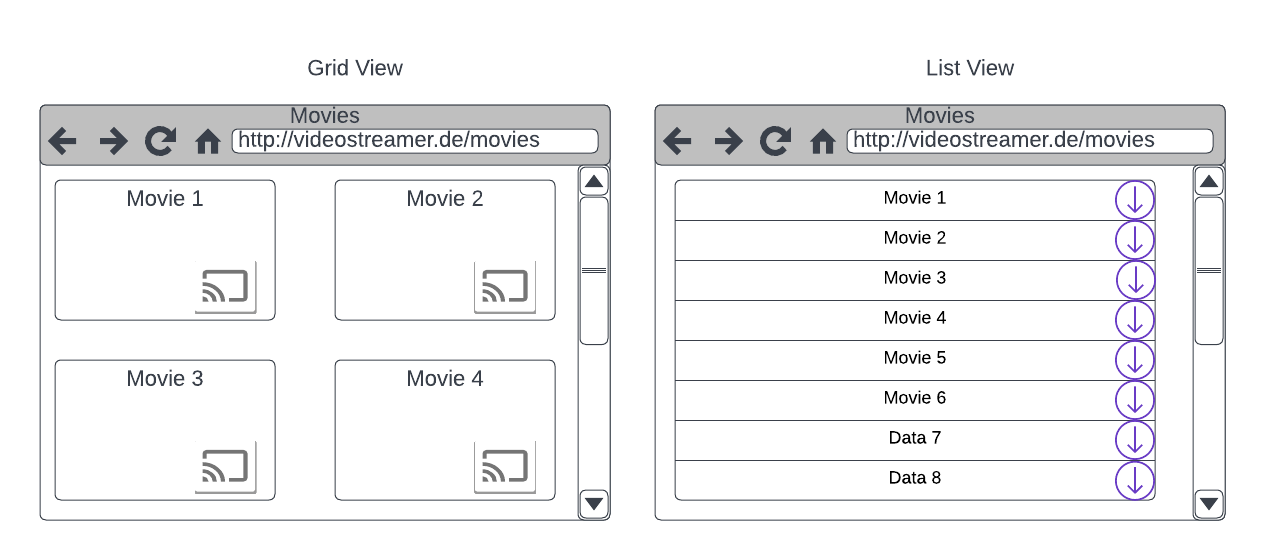 Grid View
Movies
http://videostreamer.de/movies
Movie 1
Movie 2
Movie 3
Movie 4
List View
Movies
http://videostreamer.de/movies
Movie 1
Movie 2
Movie 3
Movie 4
Movie 5
Movie 6
Data 7
Data 8